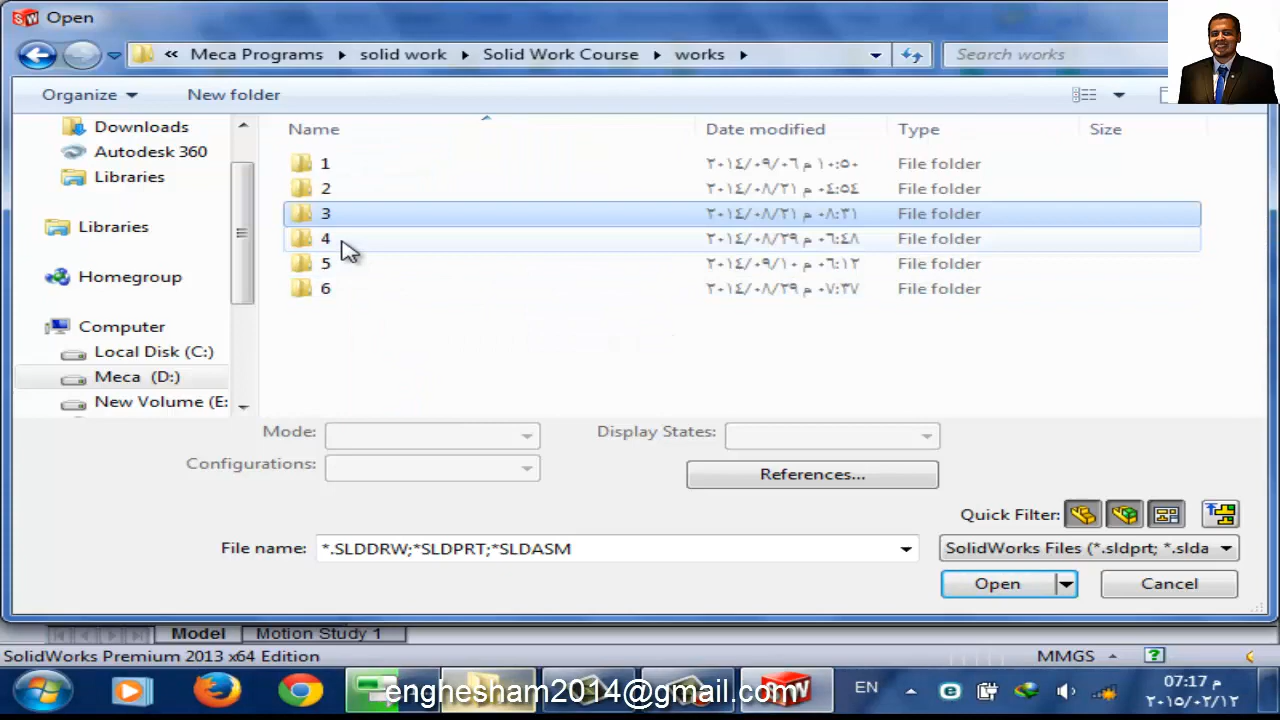 Open
« Meca Programs ▸ solid work ▸ Solid Work Course ▸ works ▸
Search works
Organize
New folder
Downloads
Autodesk 360
Libraries
Libraries
Homegroup
Computer
Local Disk (C:)
Meca (D:)
New Volume (E:
Name Date modified Type Size
1 ٢٠١٤/٠٩/٠٦ م ١٠:٥٠ File folder
2 ٢٠١٤/٠٨/٢١ م ٠٤:٥٤ File folder
3 ٢٠١٤/٠٨/٢١ م ٠٨:٣١ File folder
4 ٢٠١٤/٠٨/٢٩ م ٠٦:٤٨ File folder
5 ٢٠١٤/٠٩/١٠ م ٠٦:١٢ File folder
6 ٢٠١٤/٠٨/٢٩ م ٠٧:٣٧ File folder
Mode:
Display States:
Configurations:
References...
Quick Filter:
File name: *.SLDDRW;*SLDPRT;*SLDASM
SolidWorks Files (*.sldprt; *.slda
Open
Cancel
Model
Motion Study 1
SolidWorks Premium 2013 x64 Edition
MMGS
enghesham2014@gmail.com
EN
07:17 م
٢٠١٥/٠٢/١٢